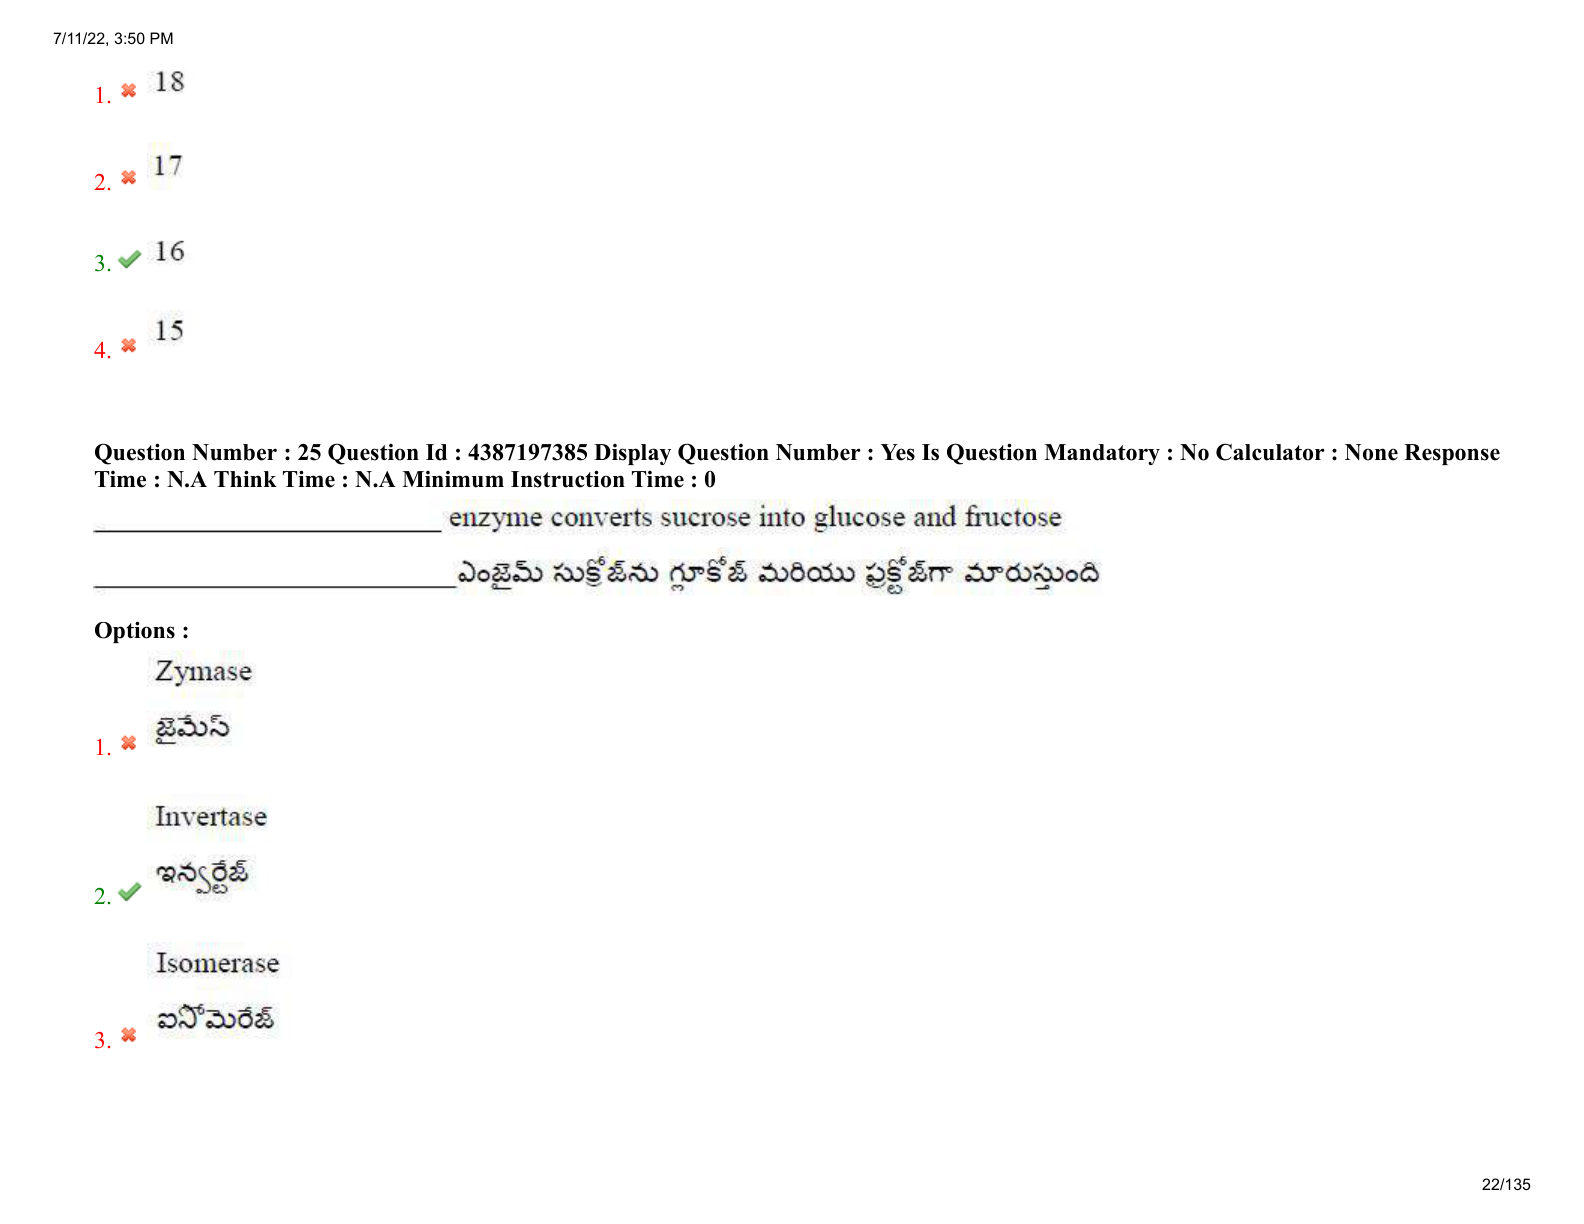 7/11/22, 3:50 PM
1. 18
2. 17
3. 16
4. 15
Question Number : 25 Question Id : 4387197385 Display Question Number : Yes Is Question Mandatory : No Calculator : None Response
Time : N.A Think Time : N.A Minimum Instruction Time : 0
enzyme converts sucrose into glucose and fructose
ఎంజైమ్ సుక్రోజ్‌ను గ్లూకోజ్ మరియు ఫ్రక్టోజ్‌గా మారుస్తుంది
Options :
Zymase
1. జైమేస్
Invertase
2. ఇన్వర్టేజ్
Isomerase
3. ఐసోమెరేజ్
22/135